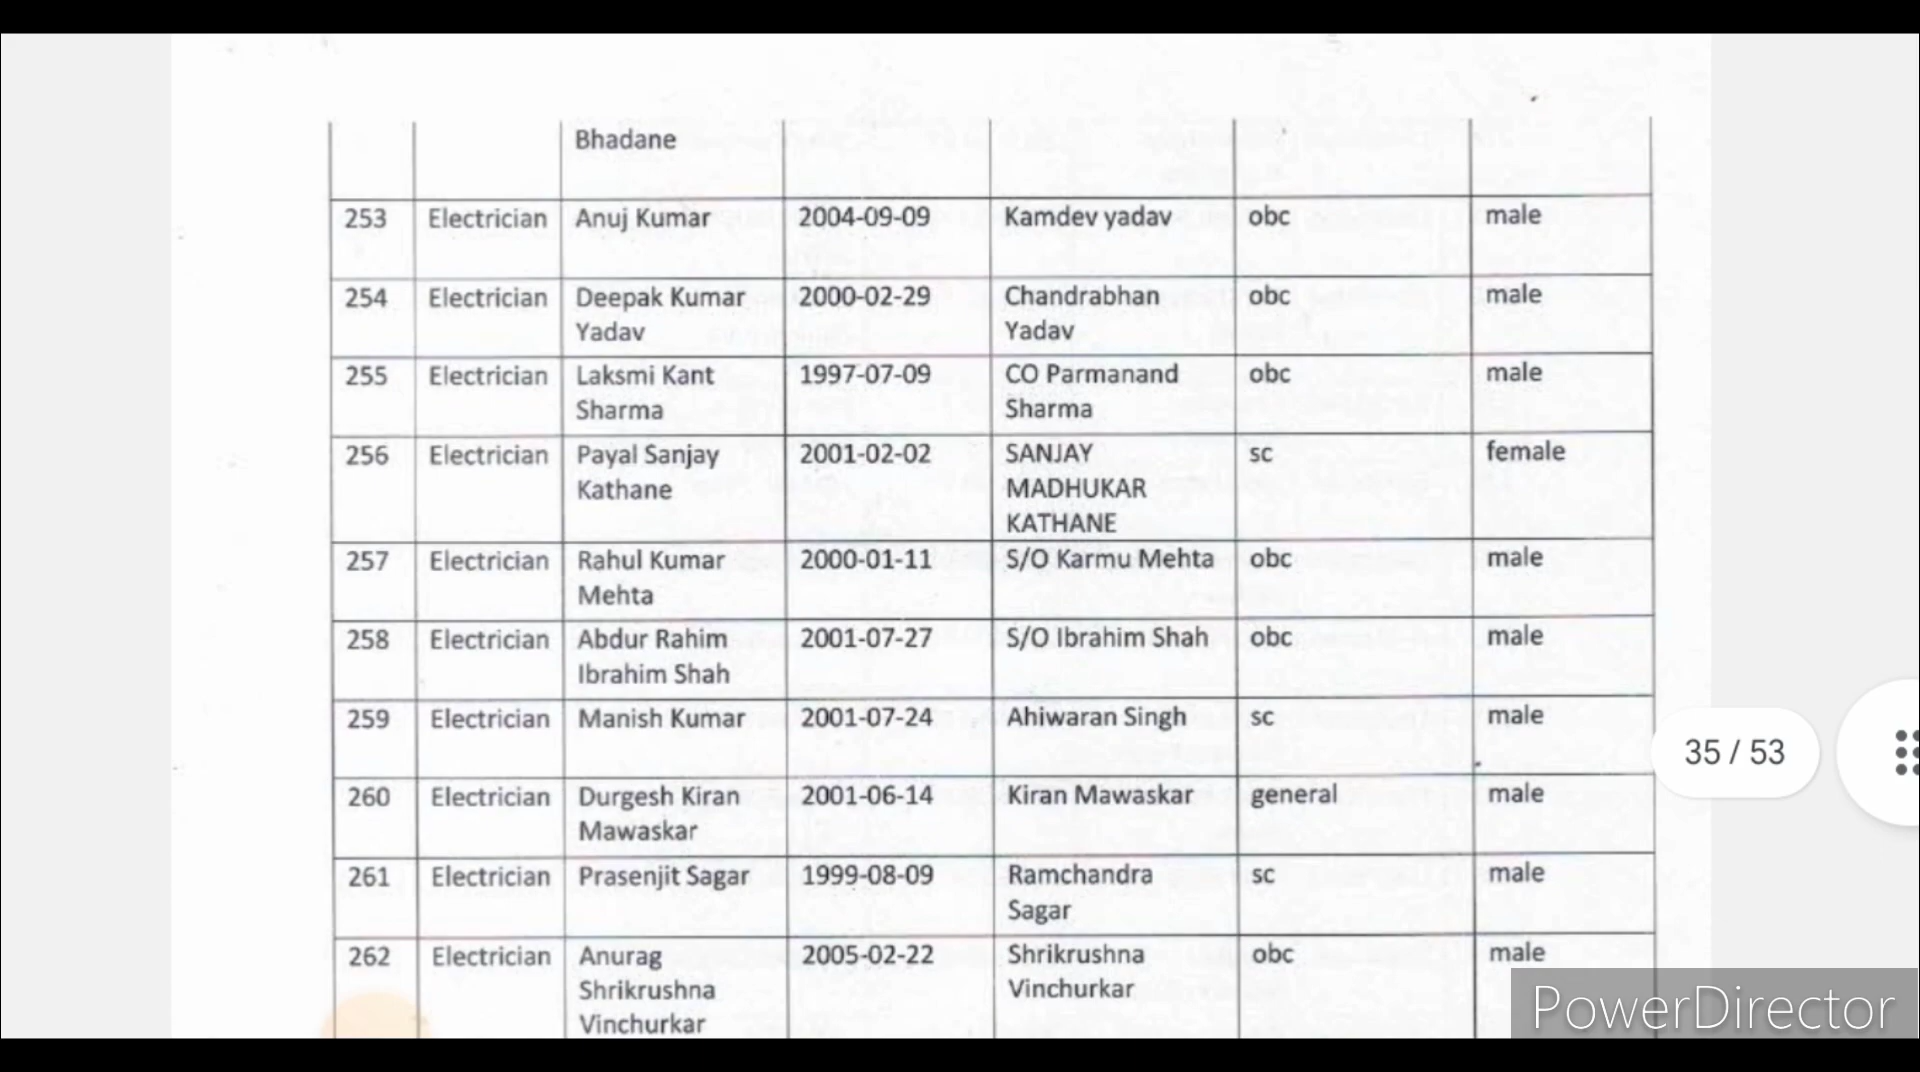 Bhadane
253 Electrician Anuj Kumar 2004-09-09 Kamdev yadav obc male
254 Electrician Deepak Kumar 2000-02-29 Chandrabhan obc male
Yadav Yadav
255 Electrician Laksmi Kant 1997-07-09 CO Parmanand obc male
Sharma Sharma
256 Electrician Payal Sanjay 2001-02-02 SANJAY sc female
Kathane MADHUKAR
KATHANE
257 Electrician Rahul Kumar 2000-01-11 S/O Karmu Mehta obc male
Mehta
258 Electrician Abdur Rahim 2001-07-27 S/O Ibrahim Shah obc male
Ibrahim Shah
259 Electrician Manish Kumar 2001-07-24 Ahiwaran Singh sc male
35 / 53
260 Electrician Durgesh Kiran 2001-06-14 Kiran Mawaskar general male
Mawaskar
261 Electrician Prasenjit Sagar 1999-08-09 Ramchandra sc male
Sagar
262 Electrician Anurag 2005-02-22 Shrikrushna obc male
Shrikrushna Vinchurkar
Vinchurkar
PowerDirector